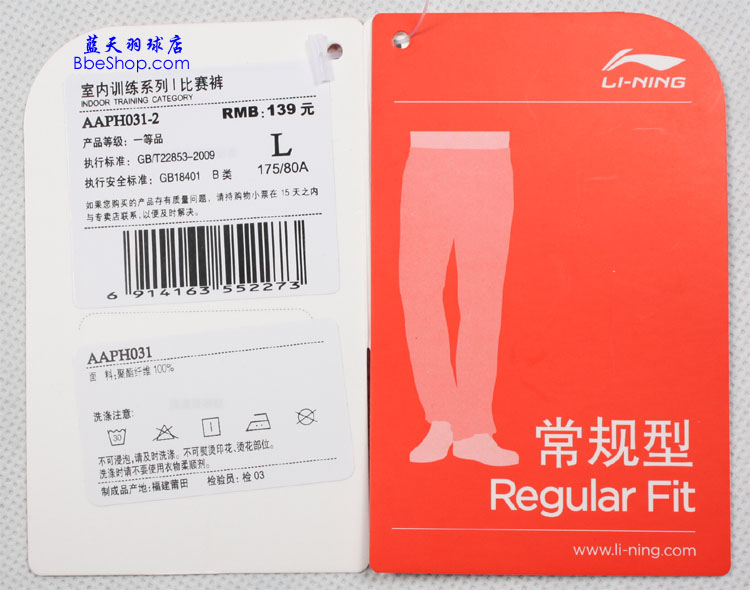 蓝天羽球店
BbeShop.com
室内训练系列 | 比赛裤
INDOOR TRAINING CATEGORY
AAPH031-2 RMB: 139 元
产品等级: 一等品
执行标准: GB/T22853-2009
L
执行安全标准: GB18401 B 类
175/80A
如果您购买的产品存有质量问题, 请持购物小票在 15 天之内
与专卖店联系, 以便及时解决。
6 914163 552273
AAPH031
面 料:聚酯纤维 100%
洗涤注意:
30
不可浸泡,请及时洗涤。不可熨烫印花、烫花部位。
洗涤时请不要使用衣物柔顺剂。
制成品产地: 福建莆田 检验员: 检 03
LI-NING
常规型
Regular Fit
www.li-ning.com